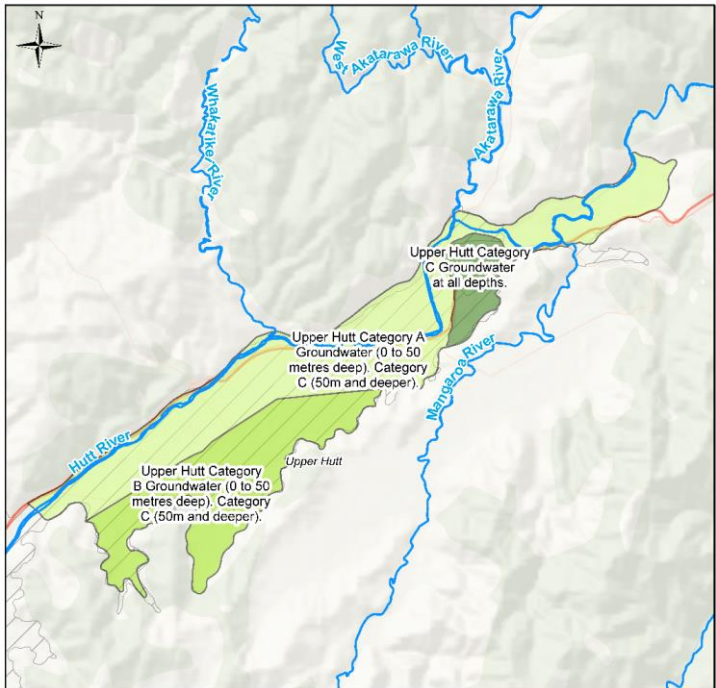 N
West Akatarawa River
Akatarawa River
Whakatike River
Upper Hutt Category
C Groundwater
at all depths.
Upper Hutt Category A
Groundwater (0 to 50
metres deep). Category
C (50m and deeper).
Mangaroa River
Hutt River
Upper Hutt
Upper Hutt Category
B Groundwater (0 to 50
metres deep). Category
C (50m and deeper).